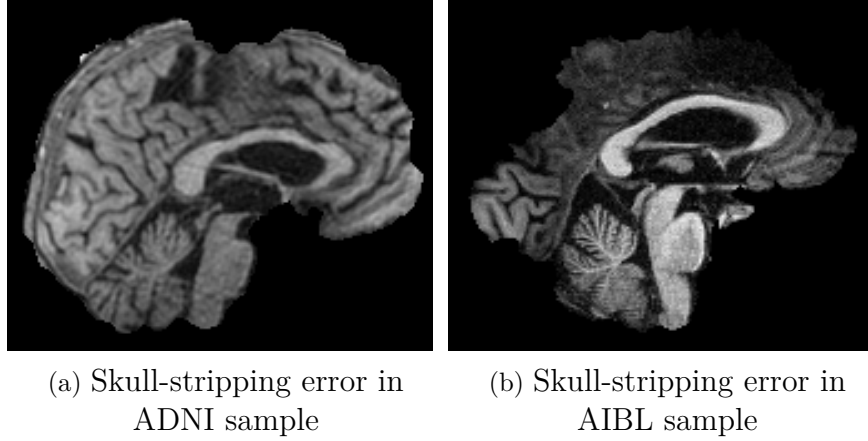 (a) Skull-stripping error in
ADNI sample
(b) Skull-stripping error in
AIBL sample